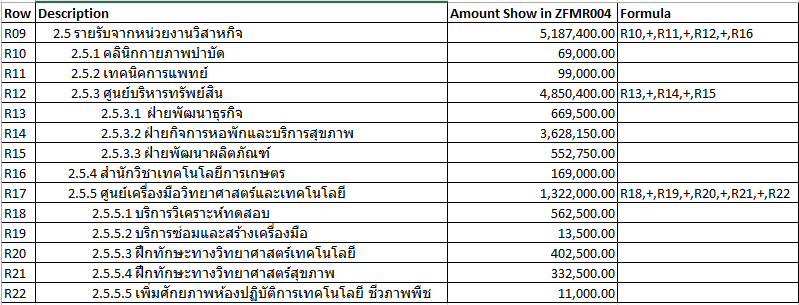 Row Description Amount Show in ZFMR004 Formula
R09 2.5 รายรับจากหน่วยงานวิสาหกิจ 5,187,400.00 R10,+,R11,+,R12,+,R16
R10 2.5.1 คลินิกกายภาพบำบัด 69,000.00
R11 2.5.2 เทคนิคการแพทย์ 99,000.00
R12 2.5.3 ศูนย์บริหารทรัพย์สิน 4,850,400.00 R13,+,R14,+,R15
R13 2.5.3.1 ฝ่ายพัฒนาธุรกิจ 669,500.00
R14 2.5.3.2 ฝ่ายกิจการหอพักและบริการสุขภาพ 3,628,150.00
R15 2.5.3.3 ฝ่ายพัฒนาผลิตภัณฑ์ 552,750.00
R16 2.5.4 สำนักวิชาเทคโนโลยีการเกษตร 169,000.00
R17 2.5.5 ศูนย์เครื่องมือวิทยาศาสตร์และเทคโนโลยี 1,322,000.00 R18,+,R19,+,R20,+,R21,+,R22
R18 2.5.5.1 บริการวิเคราะห์ทดสอบ 562,500.00
R19 2.5.5.2 บริการซ่อมและสร้างเครื่องมือ 13,500.00
R20 2.5.5.3 ฝึกทักษะทางวิทยาศาสตร์เทคโนโลยี 402,500.00
R21 2.5.5.4 ฝึกทักษะทางวิทยาศาสตร์สุขภาพ 332,500.00
R22 2.5.5.5 เพิ่มศักยภาพห้องปฏิบัติการเทคโนโลยี ชีวภาพพืช 11,000.00